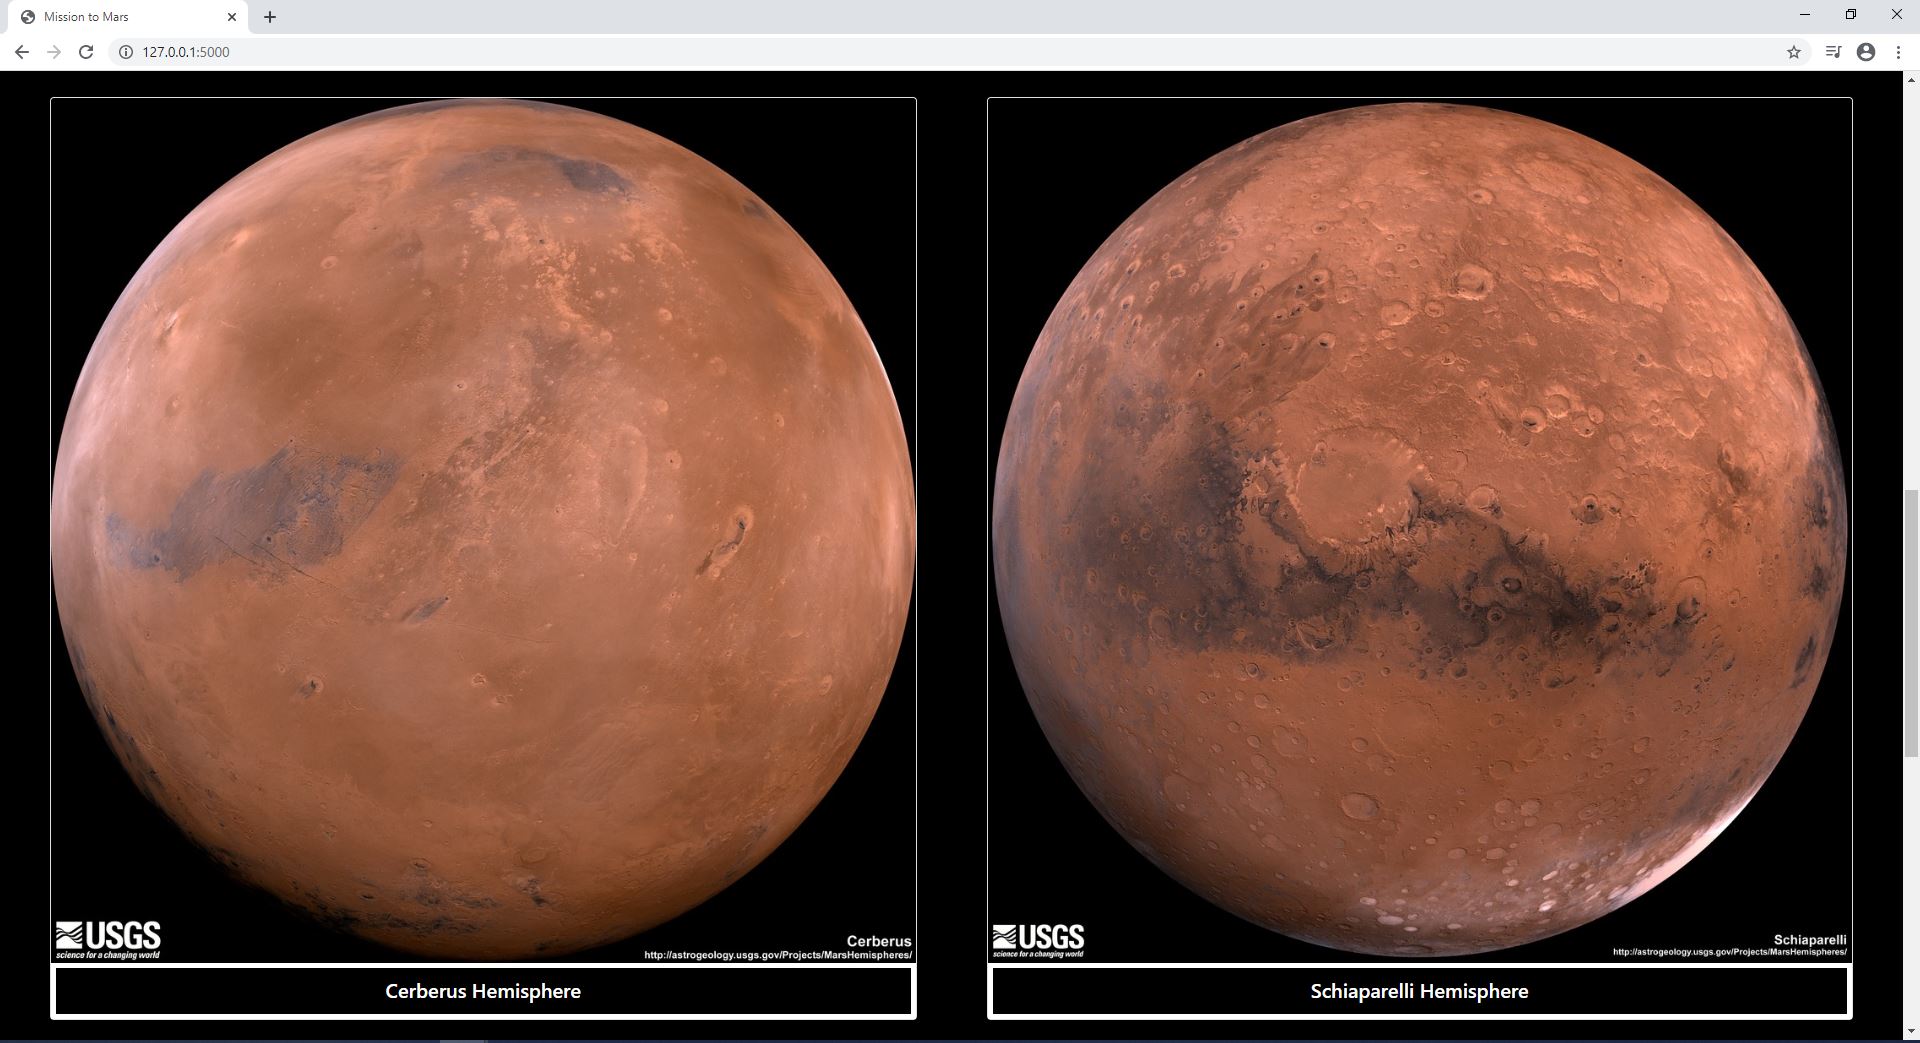 Mission to Mars
127.0.0.1:5000
USGS
science for a changing world
Cerberus
http://astrogeology.usgs.gov/Projects/MarsHemispheres/
Cerberus Hemisphere
USGS
science for a changing world
Schiaparelli
http://astrogeology.usgs.gov/Projects/MarsHemispheres/
Schiaparelli Hemisphere